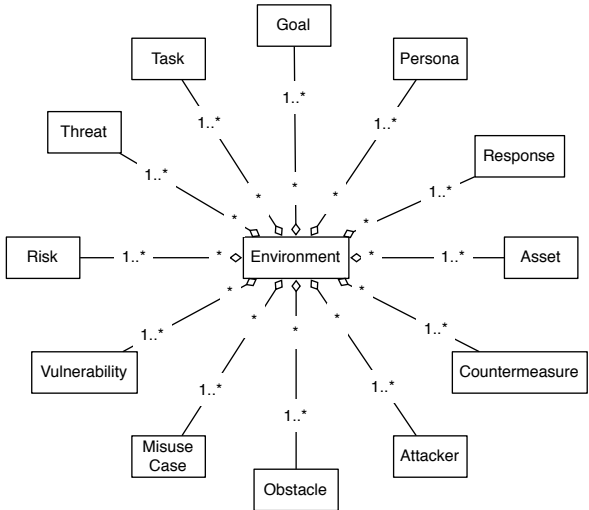 Goal
Task
Persona
1..*
Threat
1..*
1..*
Response
1..*
1..*
*
*
*
*
*
Risk
1..*
*
Environment
*
1..*
Asset
*
*
1..*
*
*
*
1..*
Vulnerability
Countermeasure
1..*
1..*
1..*
Misuse
Case
Attacker
Obstacle